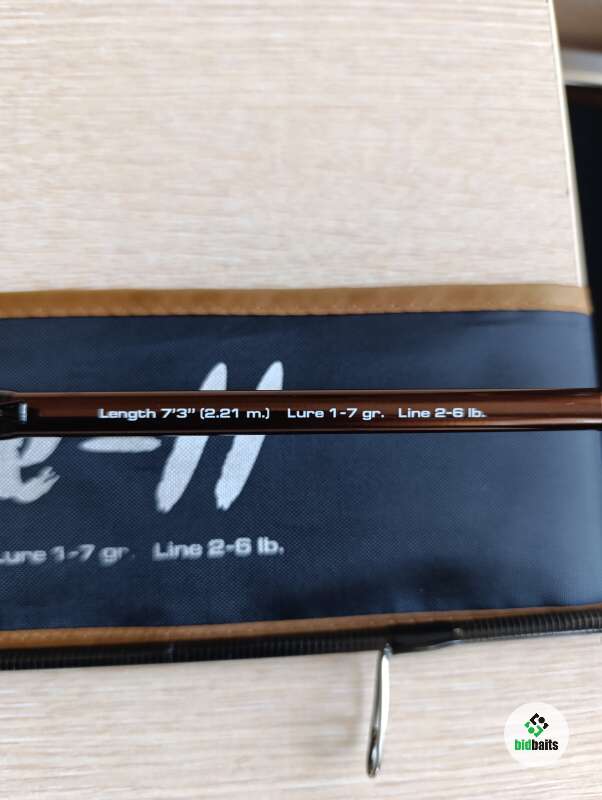 Length 7'3" (2.21 m.) Lure 1-7 gr. Line 2-6 lb.
e-11
Lure 1-7 gr. Line 2-6 lb.
bidbaits